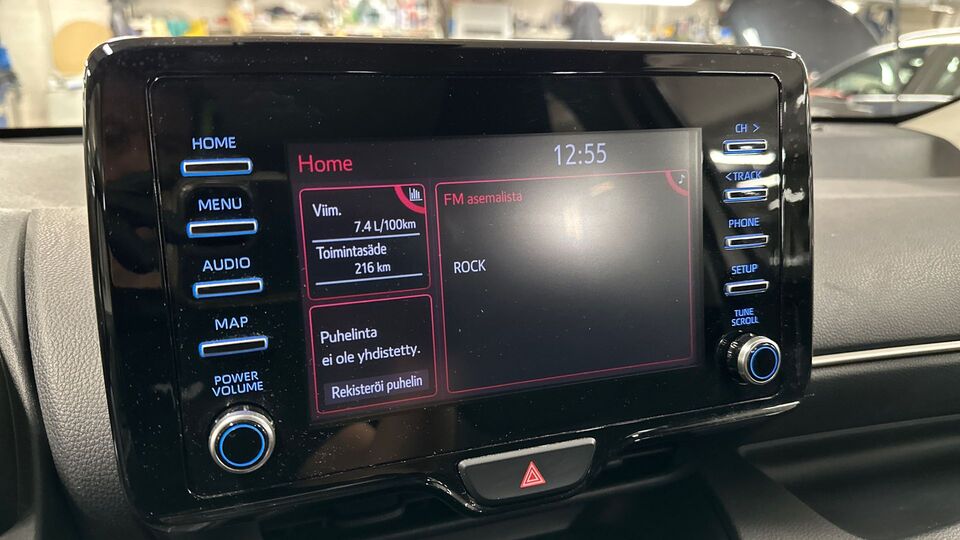 HOME
MENU
AUDIO
MAP
POWER
VOLUME
Home
12:55
Viim.
7.4 L/100km
Toimintasäde
216 km
Puhelinta
ei ole yhdistetty.
Rekisteröi puhelin
FM asemalista
ROCK
CH >
< TRACK
PHONE
SETUP
TUNE
SCROLL